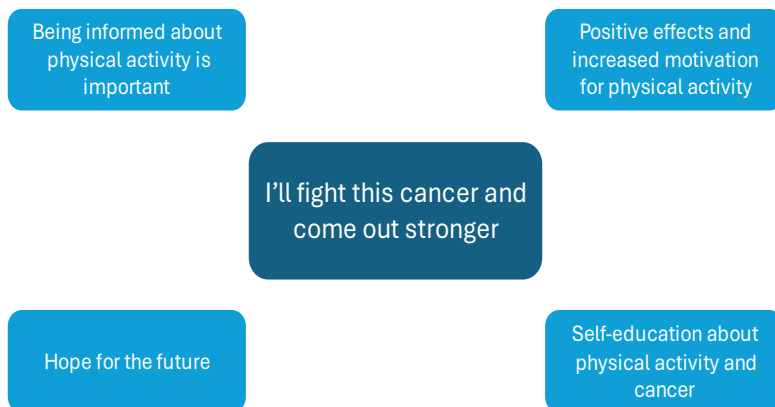 Being informed about
physical activity is
important
Positive effects and
increased motivation
for physical activity
I’ll fight this cancer and
come out stronger
Hope for the future
Self-education about
physical activity and
cancer